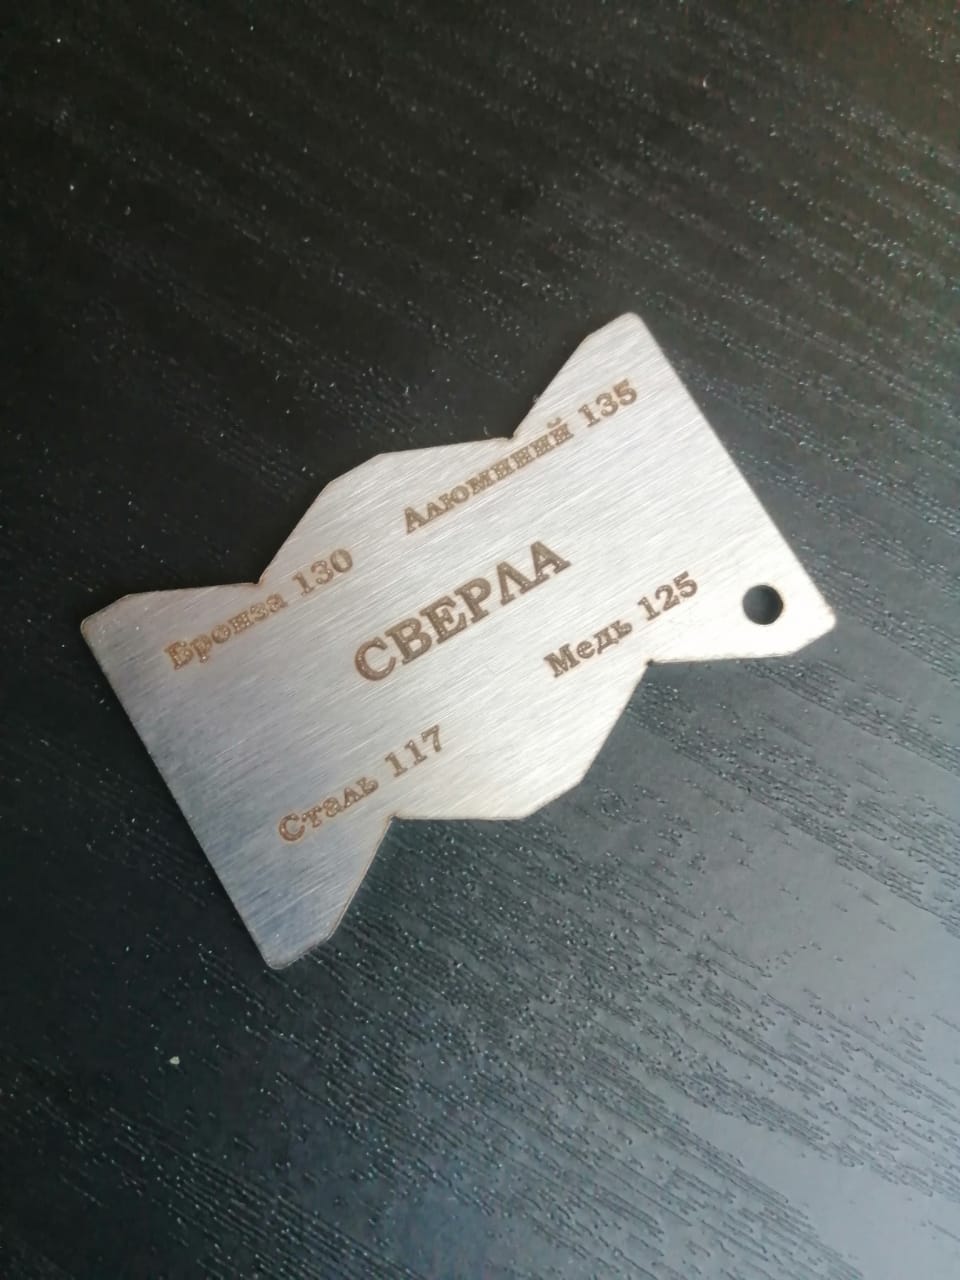 Бронза 130
Алюминий 135
СВЕРЛА
Сталь 117
Медь 125